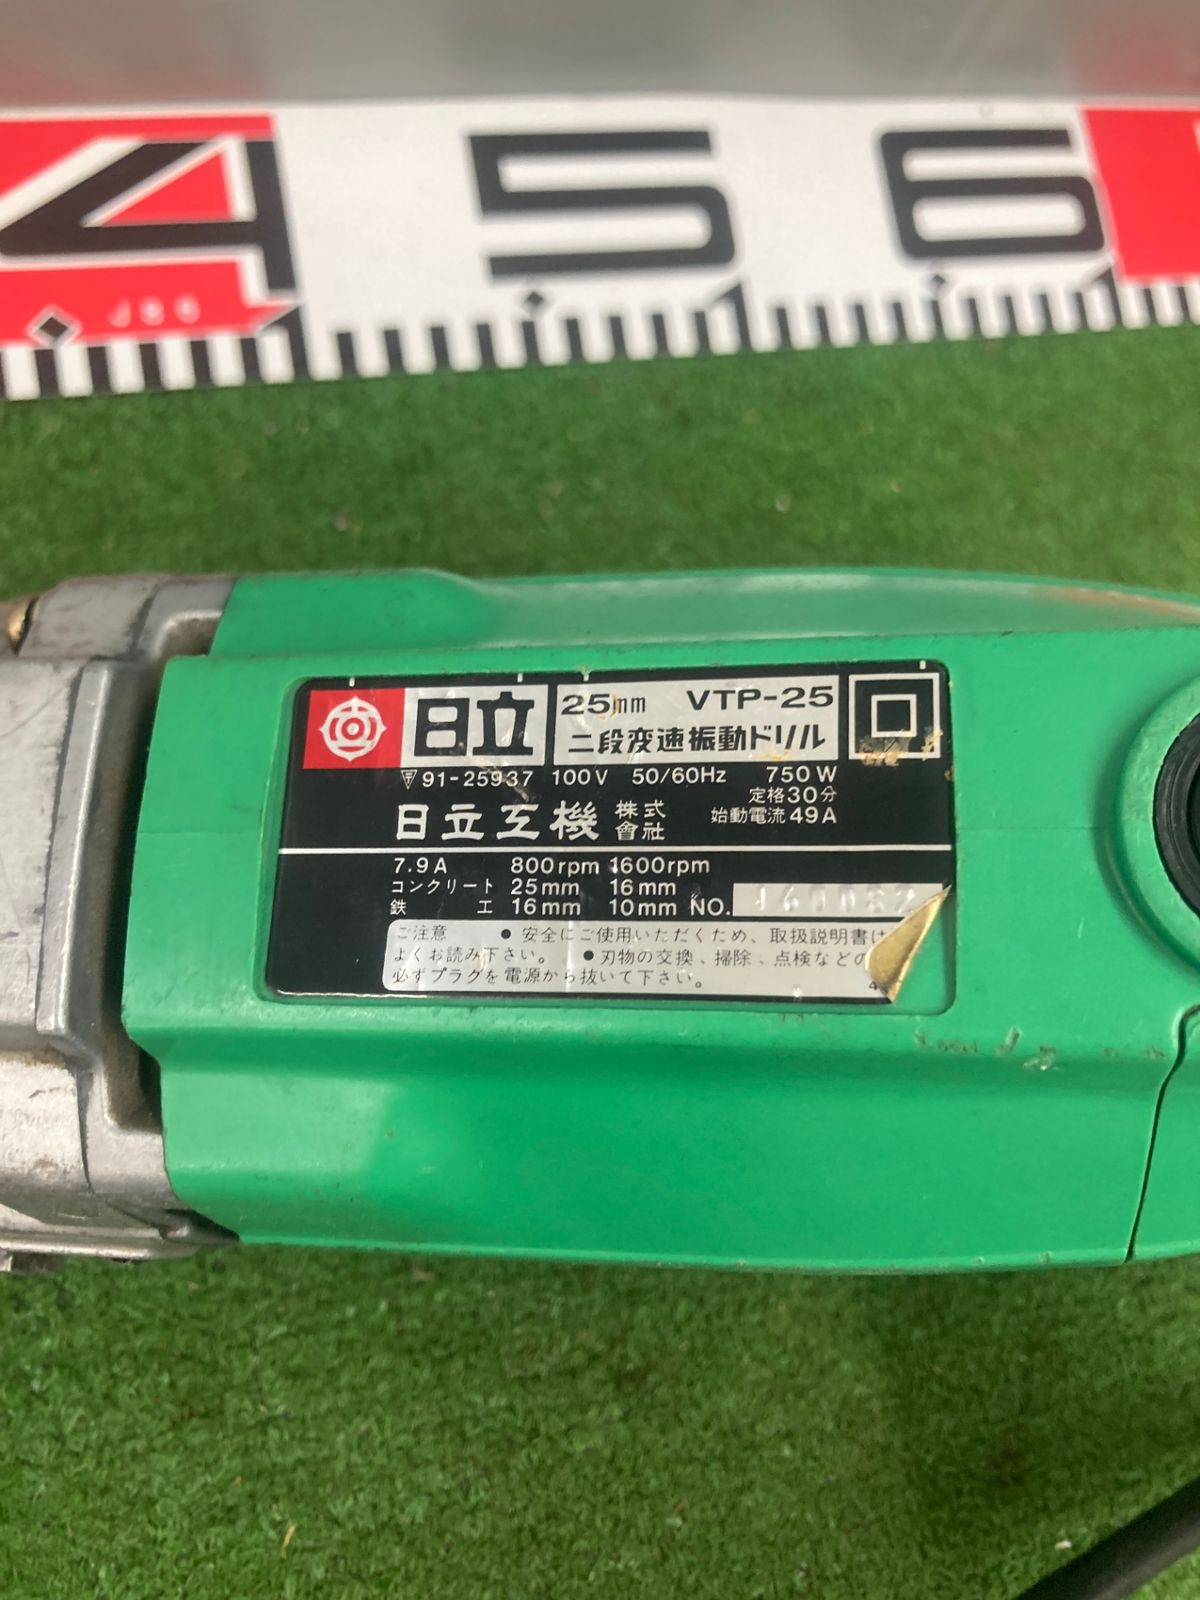 4 5 6
JSS
日立 25mm VTP-25
二段変速振動ドリル
〒91-25937 100V 50/60Hz 750W
定格30分
日立工機 株式會社 始動電流49A
7.9A 800rpm 1600rpm
コンクリート 25mm 16mm
鉄 工 16mm 10mm NO.
ご注意 ●安全にご使用いただくため、取扱説明書は
よくお読み下さい。 ●刃物の交換、掃除、点検などの
必ずプラグを電源から抜いて下さい。